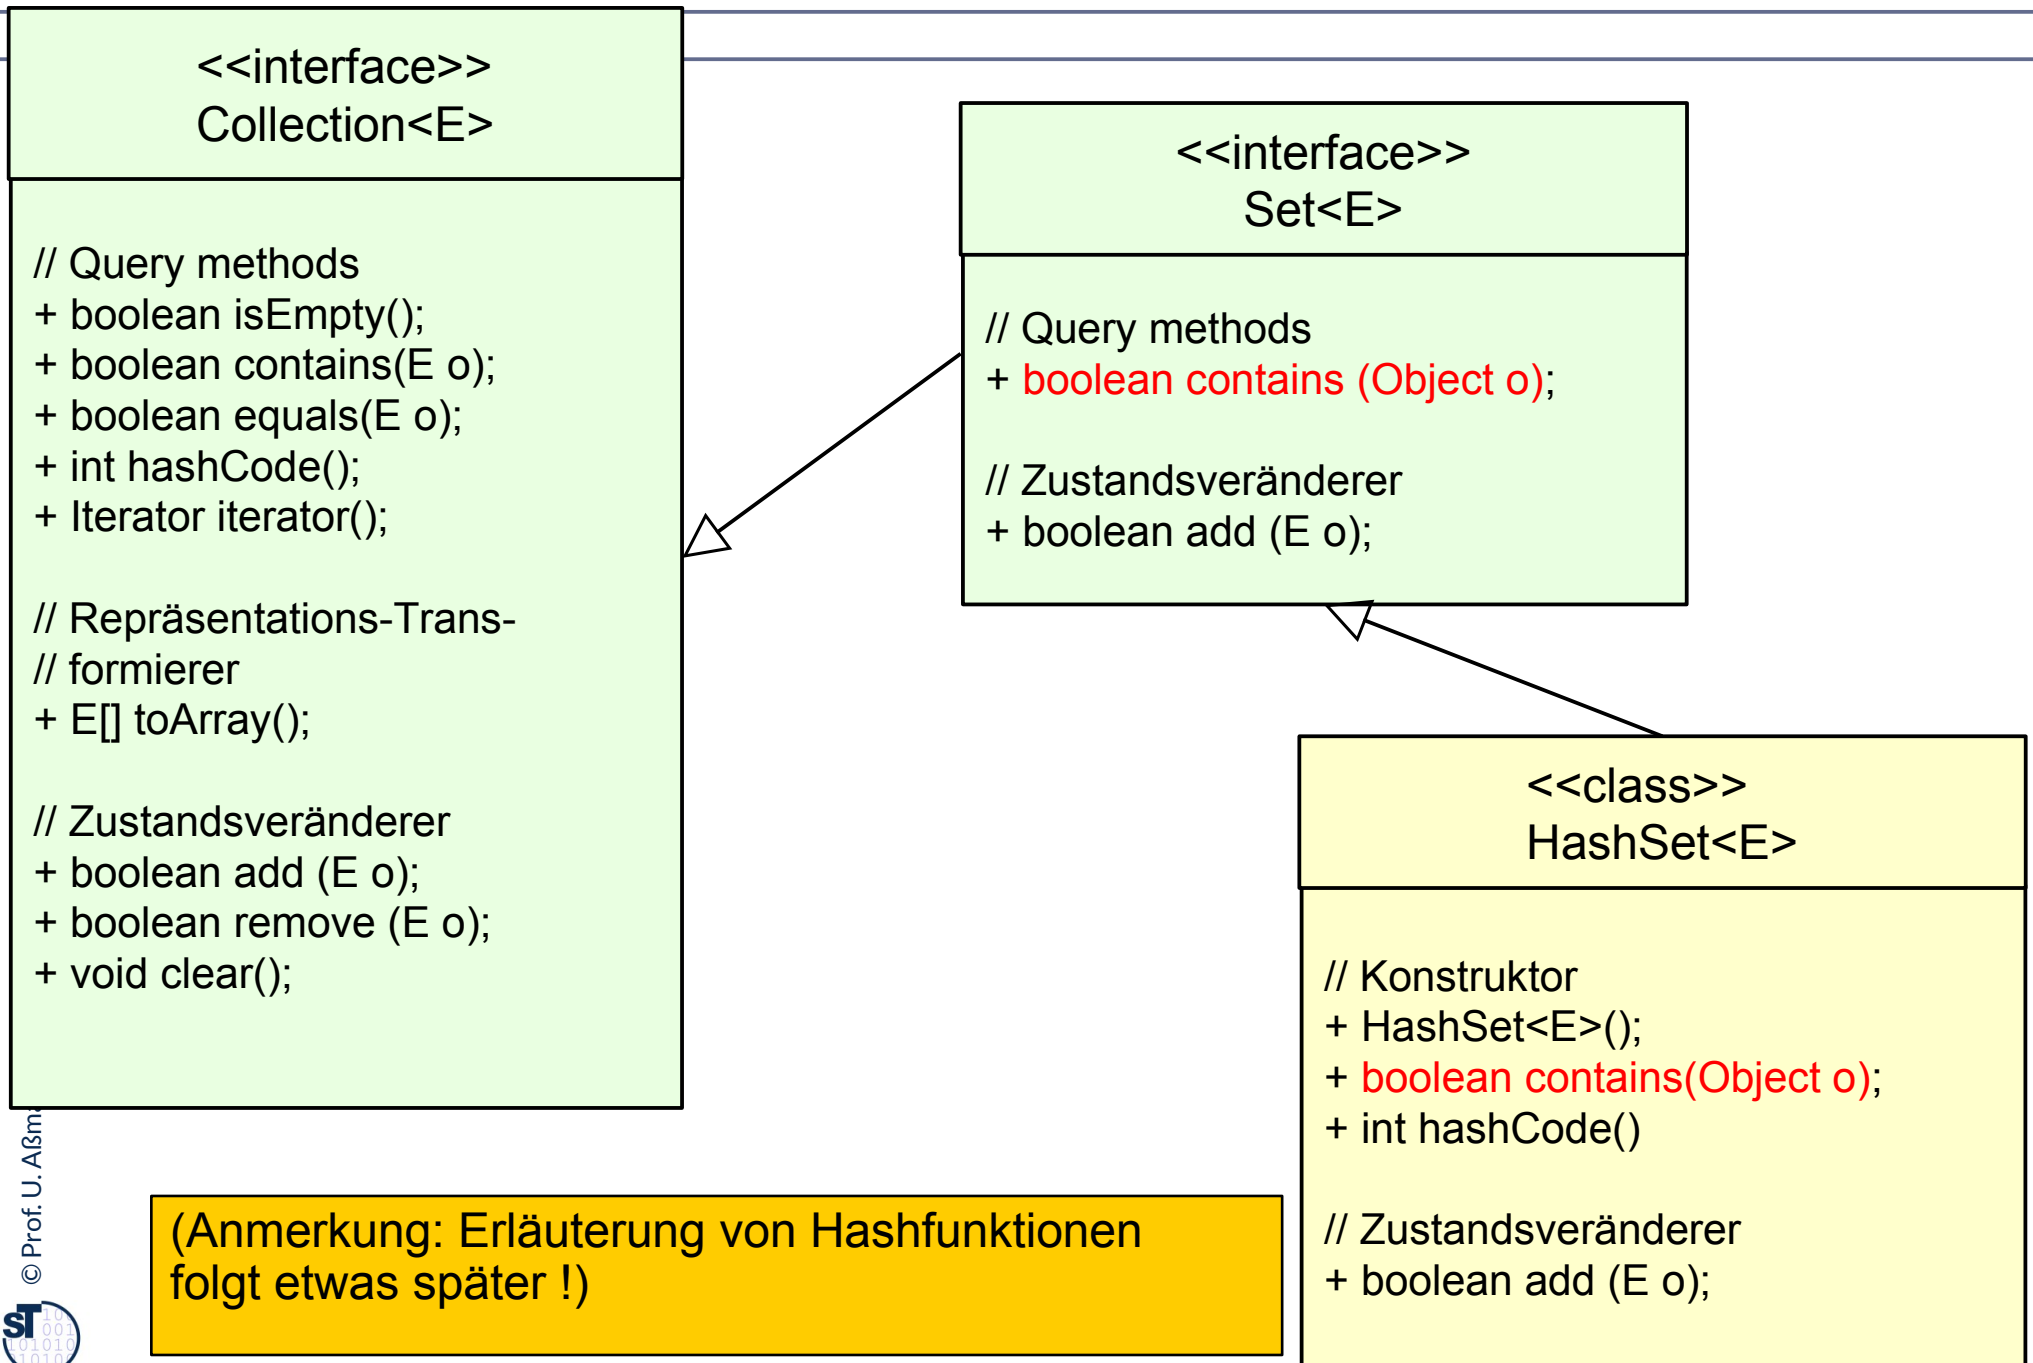 <<interface>>
Collection<E>
// Query methods
+ boolean isEmpty();
+ boolean contains(E o);
+ boolean equals(E o);
+ int hashCode();
+ Iterator iterator();
// Repräsentations-Trans-
// formierer
+ E[] toArray();
// Zustandsveränderer
+ boolean add (E o);
+ boolean remove (E o);
+ void clear();
<<interface>>
Set<E>
// Query methods
+ boolean contains (Object o);
// Zustandsveränderer
+ boolean add (E o);
<<class>>
HashSet<E>
// Konstruktor
+ HashSet<E>();
+ boolean contains(Object o);
+ int hashCode()
// Zustandsveränderer
+ boolean add (E o);
(Anmerkung: Erläuterung von Hashfunktionen
folgt etwas später !)
© Prof. U.
ST